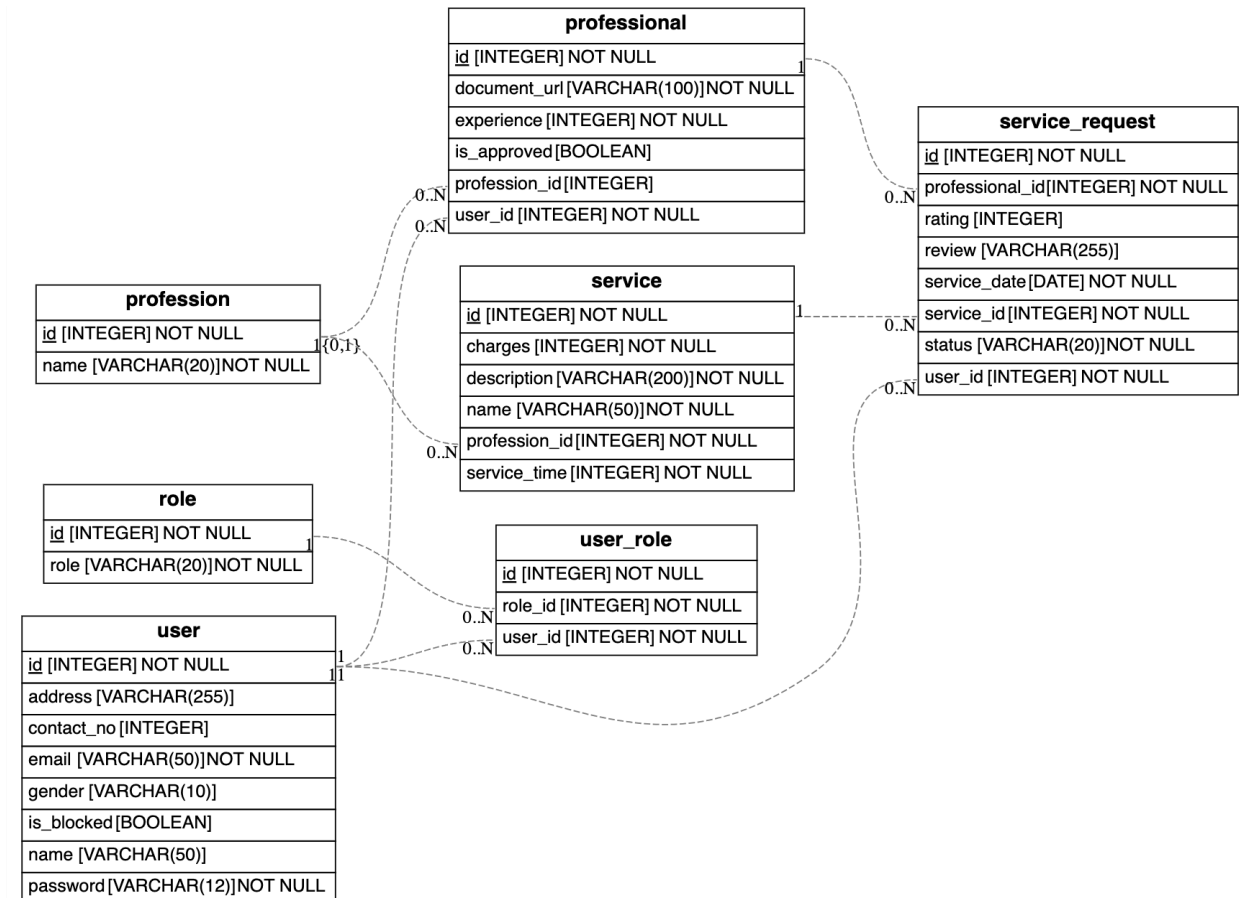 professional
id [INTEGER] NOT NULL
document_url [VARCHAR(100)] NOT NULL
experience [INTEGER] NOT NULL
is_approved [BOOLEAN]
profession_id [INTEGER]
user_id [INTEGER] NOT NULL
1
0..N
0..N
service_request
id [INTEGER] NOT NULL
professional_id [INTEGER] NOT NULL
rating [INTEGER]
review [VARCHAR(255)]
service_date [DATE] NOT NULL
service_id [INTEGER] NOT NULL
status [VARCHAR(20)] NOT NULL
user_id [INTEGER] NOT NULL
0..N
0..N
0..N
profession
id [INTEGER] NOT NULL
name [VARCHAR(20)] NOT NULL
1{0,1}
service
id [INTEGER] NOT NULL
charges [INTEGER] NOT NULL
description [VARCHAR(200)] NOT NULL
name [VARCHAR(50)] NOT NULL
profession_id [INTEGER] NOT NULL
service_time [INTEGER] NOT NULL
1
0..N
role
id [INTEGER] NOT NULL
role [VARCHAR(20)] NOT NULL
1
user_role
id [INTEGER] NOT NULL
role_id [INTEGER] NOT NULL
user_id [INTEGER] NOT NULL
0..N
0..N
user
id [INTEGER] NOT NULL
address [VARCHAR(255)]
contact_no [INTEGER]
email [VARCHAR(50)] NOT NULL
gender [VARCHAR(10)]
is_blocked [BOOLEAN]
name [VARCHAR(50)]
password [VARCHAR(12)] NOT NULL
1
11